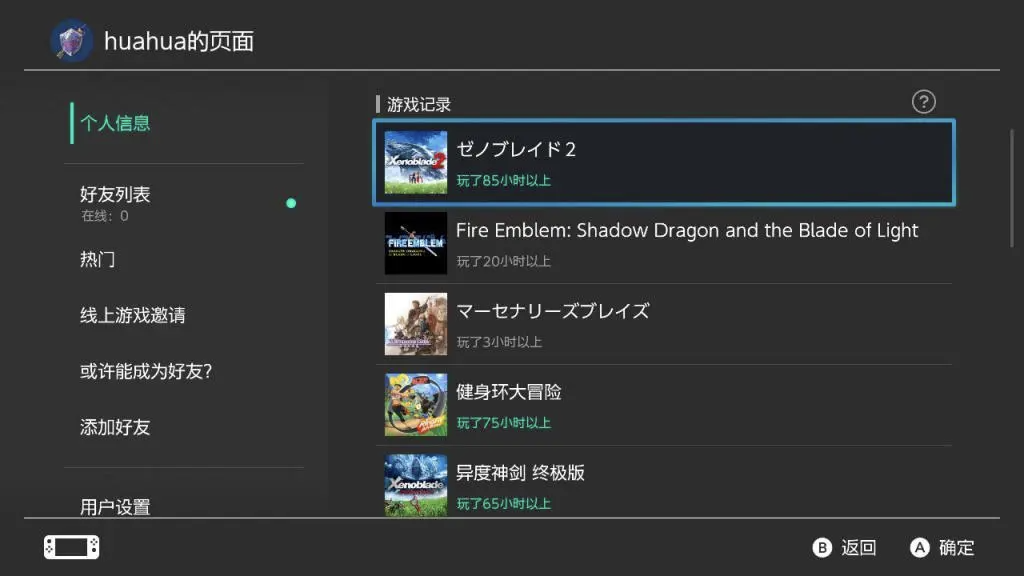 huahua的页面
个人信息
好友列表
在线：0
热门
线上游戏邀请
或许能成为好友?
添加好友
用户设置
游戏记录
?
Xenoblade 2
ゼノブレイド２
玩了85小时以上
FIRE EMBLEM
Fire Emblem: Shadow Dragon and the Blade of Light
玩了20小时以上
マーセナリーズブレイズ
玩了3小时以上
健身环大冒险
玩了75小时以上
Xenoblade
异度神剑 终极版
玩了65小时以上
B 返回
A 确定